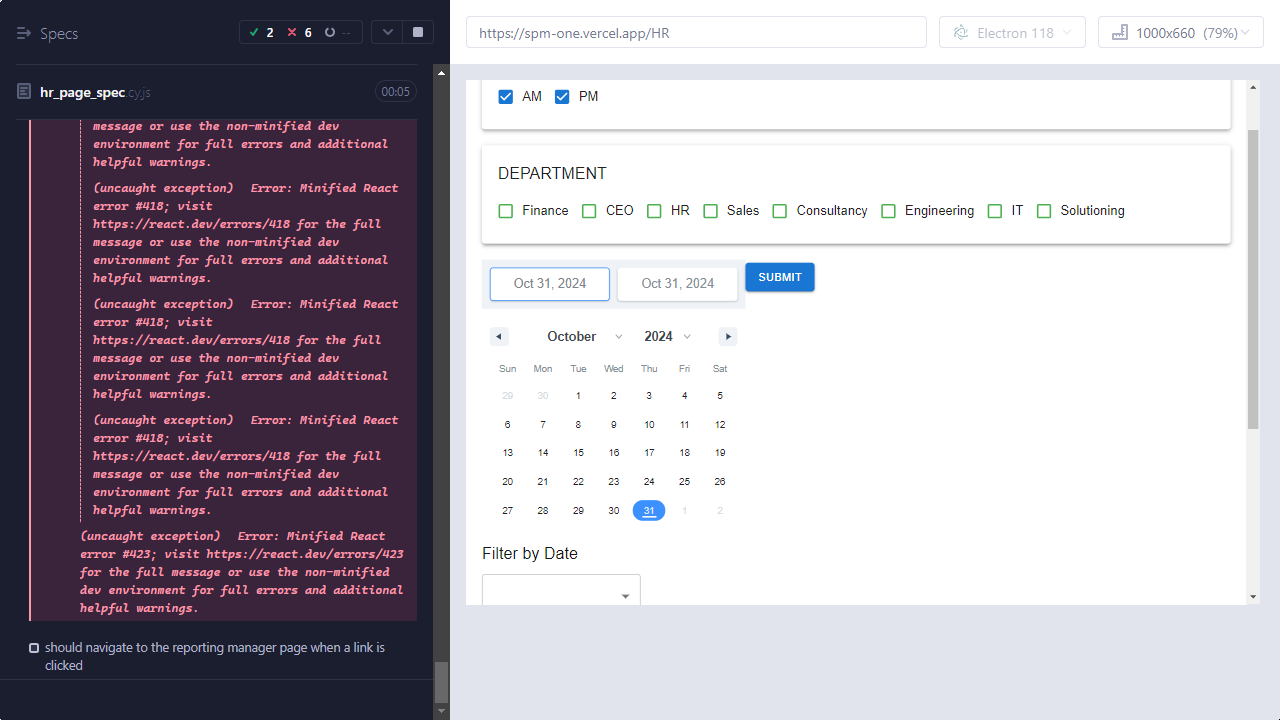 Specs
2
6
--
hr_page_spec.cy.js
00:05
message or use the non-minified dev
environment for full errors and additional
helpful warnings.
(uncaught exception) Error: Minified React
error #418; visit
https://react.dev/errors/418 for the full
message or use the non-minified dev
environment for full errors and additional
helpful warnings.
(uncaught exception) Error: Minified React
error #418; visit
https://react.dev/errors/418 for the full
message or use the non-minified dev
environment for full errors and additional
helpful warnings.
(uncaught exception) Error: Minified React
error #418; visit
https://react.dev/errors/418 for the full
message or use the non-minified dev
environment for full errors and additional
helpful warnings.
(uncaught exception) Error: Minified React
error #423; visit https://react.dev/errors/423
for the full message or use the non-minified
dev environment for full errors and additional
helpful warnings.
should navigate to the reporting manager page when a link is
clicked
https://spm-one.vercel.app/HR
Electron 118
1000x660 (79%)
AM PM
DEPARTMENT
Finance CEO HR Sales Consultancy Engineering IT Solutioning
Oct 31, 2024 Oct 31, 2024 SUBMIT
October 2024
Sun Mon Tue Wed Thu Fri Sat
29 30 1 2 3 4 5
6 7 8 9 10 11 12
13 14 15 16 17 18 19
20 21 22 23 24 25 26
27 28 29 30 31 1 2
Filter by Date